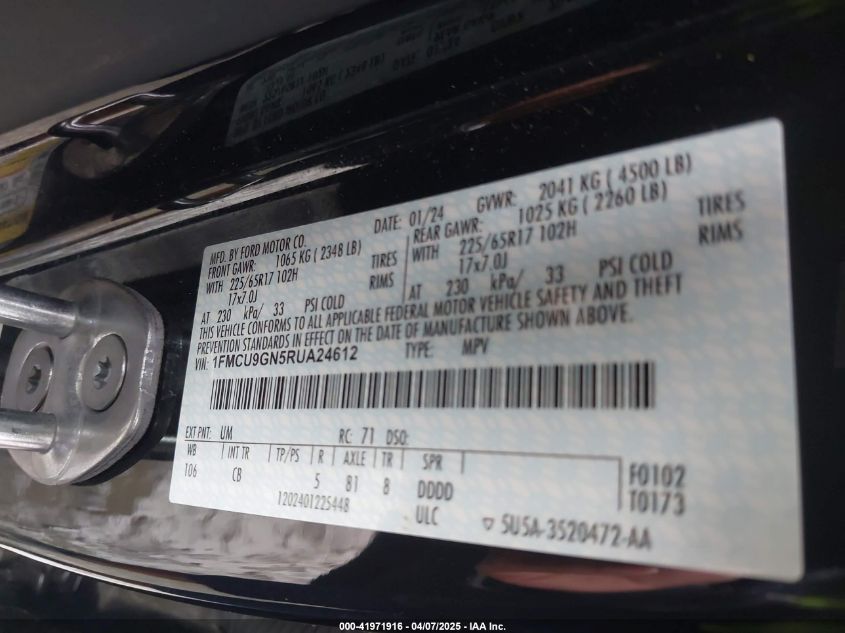 MFD. BY FORD MOTOR CO. DATE: 01/24 GVWR: 2041 KG ( 4500 LB)
FRONT GAWR: 1065 KG ( 2348 LB) REAR GAWR: 1025 KG ( 2260 LB)
WITH 225/65R17 102H TIRES WITH 225/65R17 102H TIRES
17x7.0J RIMS 17x7.0J RIMS
AT 230 kPa/ 33 PSI COLD AT 230 kPa/ 33 PSI COLD
THIS VEHICLE CONFORMS TO ALL APPLICABLE FEDERAL MOTOR VEHICLE SAFETY AND THEFT
PREVENTION STANDARDS IN EFFECT ON THE DATE OF MANUFACTURE SHOWN ABOVE.
VIN: 1FMCU9GN5RUA24612 TYPE: MPV
EXT PNT: UM RC: 71 DSO:
WB INT TR TP/PS R AXLE TR SPR
106 CB 5 81 8 DDDD F0102
1202401225448 ULC T0173
5U5A-3520472-AA
000-41971916 - 04/07/2025 - IAA Inc.